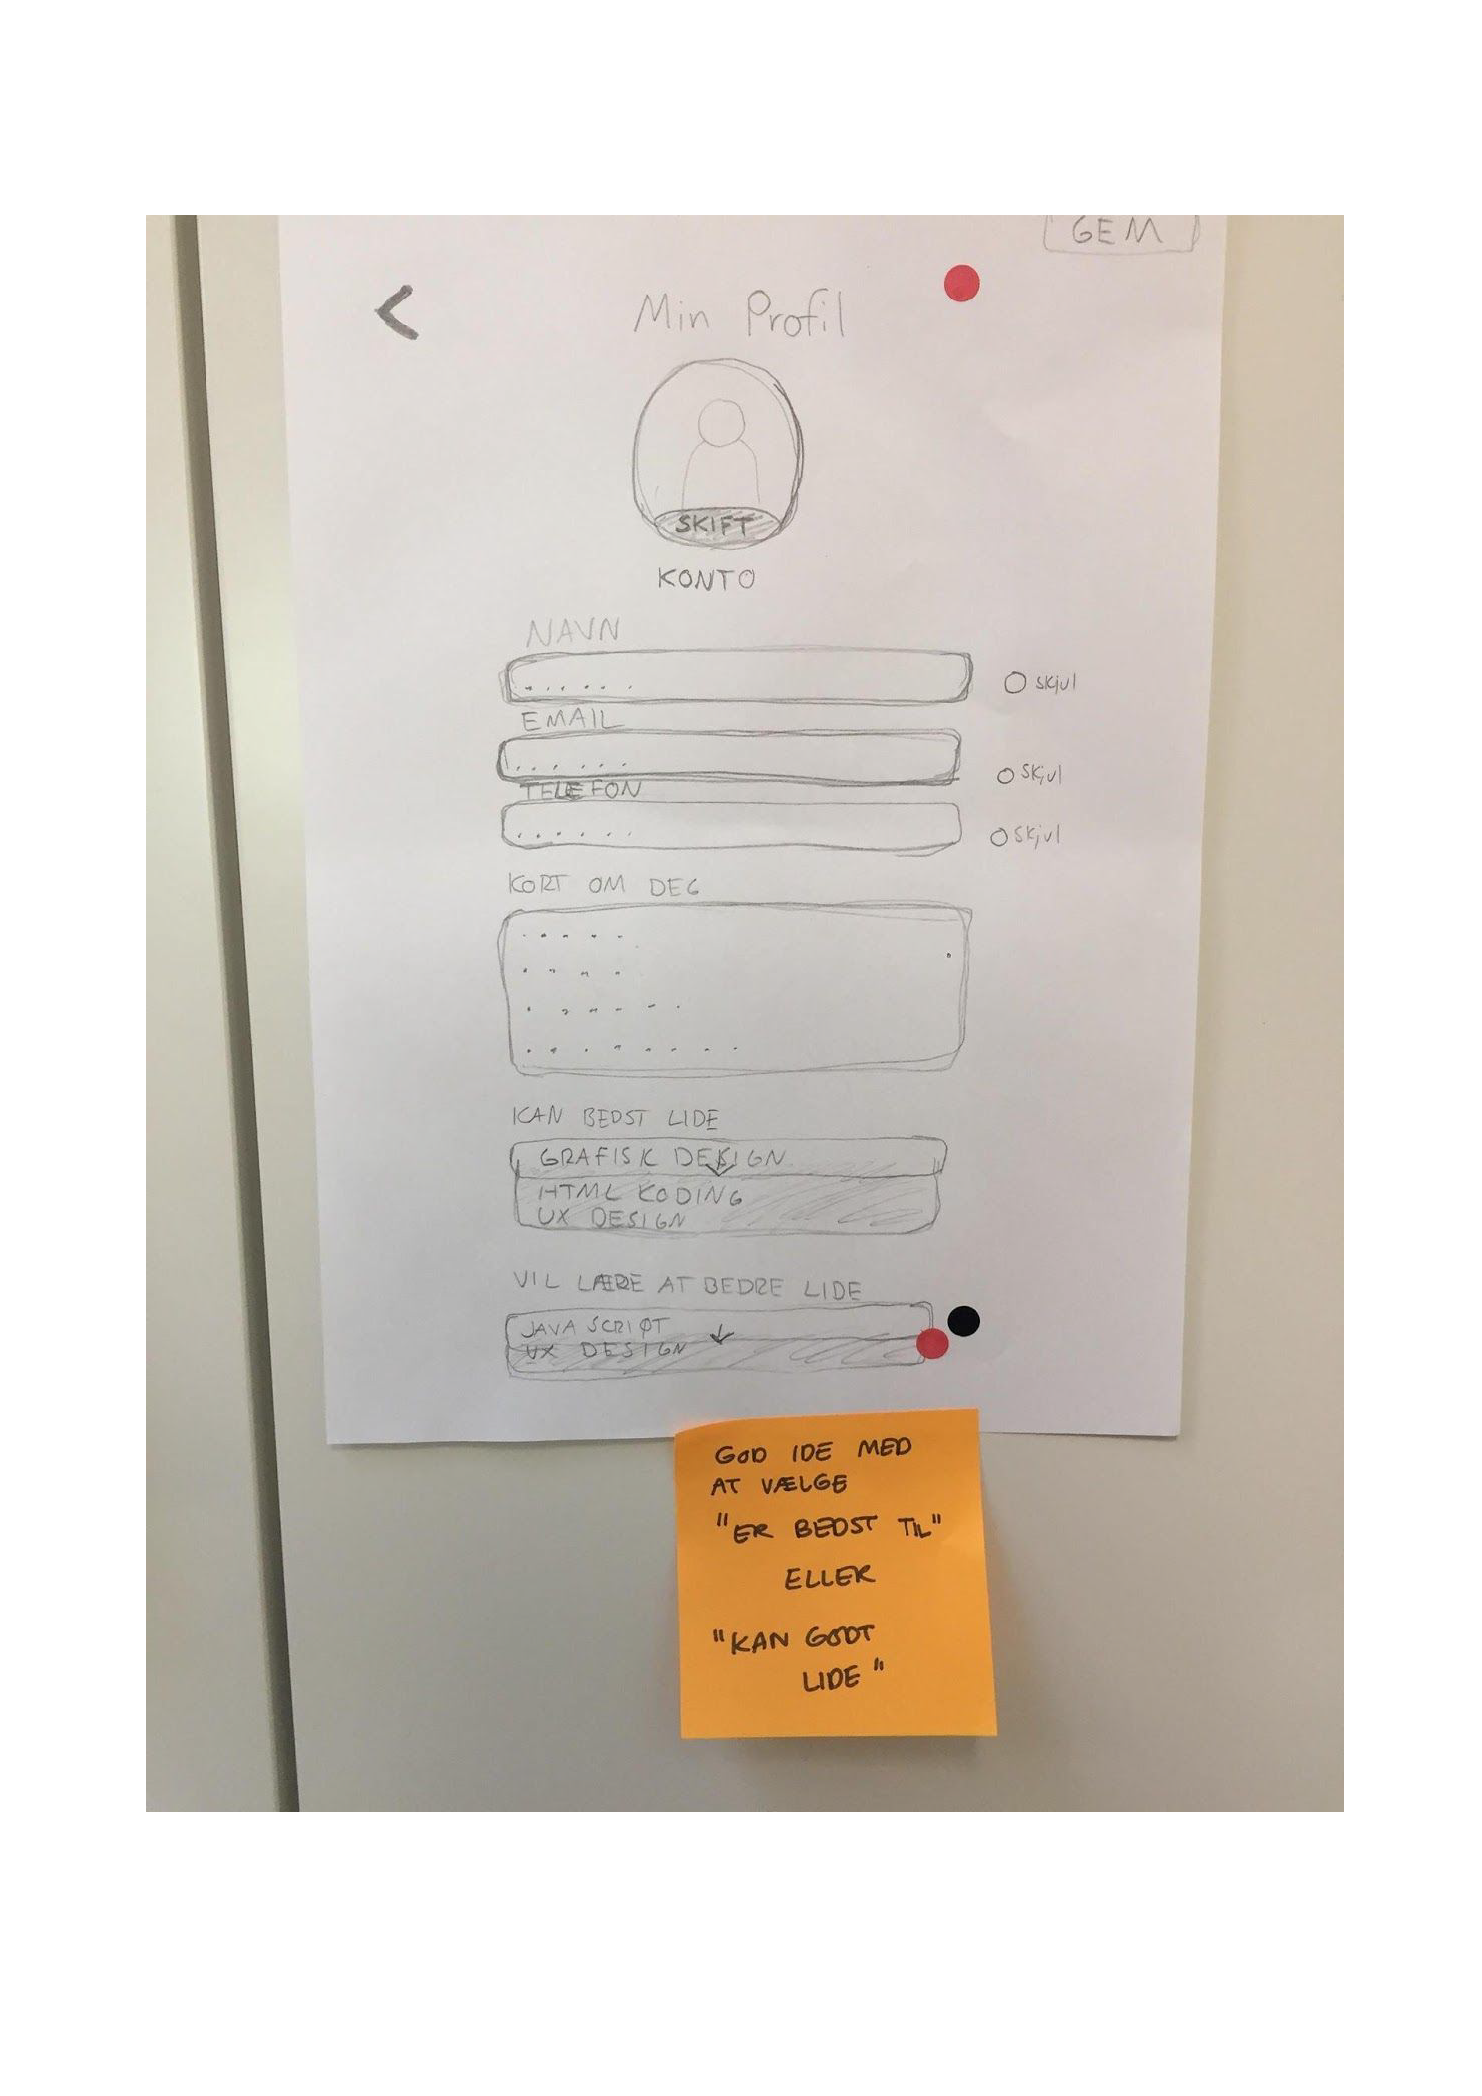 GEM
<
Min Profil
SKIFT
KONTO
NAVN
skjul
EMAIL
skjul
TELEFON
skjul
KORT OM DEG
KAN BEDST LIDE
GRAFISK DESIGN
HTML KODING
UX DESIGN
VIL LÆRE AT BEDRE LIDE
JAVA SCRIPT
UX DESIGN
GOD IDE MED
AT VÆLGE
"ER BEDST TIL"
ELLER
"KAN GODT
LIDE"